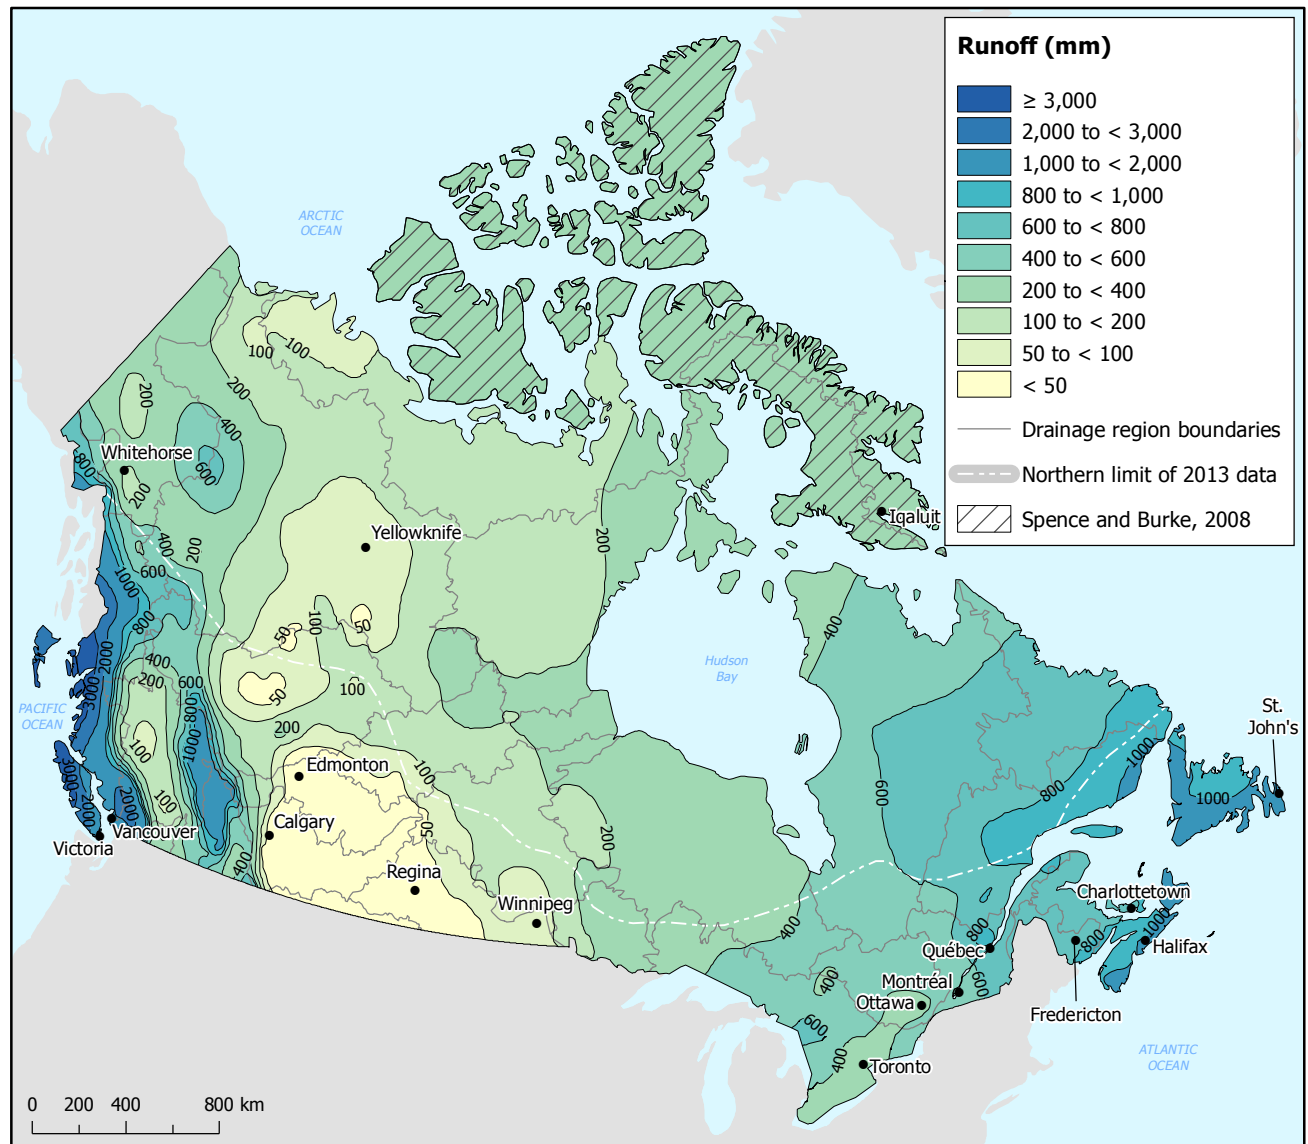 Runoff (mm)
≥ 3,000
2,000 to < 3,000
1,000 to < 2,000
800 to < 1,000
600 to < 800
400 to < 600
200 to < 400
100 to < 200
50 to < 100
< 50
Drainage region boundaries
Northern limit of 2013 data
Spence and Burke, 2008
ARCTIC
OCEAN
100
100
200
200
400
600
800
Whitehorse
200
Iqaluit
Yellowknife
200
400
200
600
1000
800
100
50
50
400
2000
400
200
600
3000
50
100
Hudson
Bay
PACIFIC
OCEAN
800
200
St.
John's
1000
100
1000
3000
Edmonton
100
600
800
1000
2000
2000
100
Vancouver
Victoria
Calgary
50
200
400
Regina
Winnipeg
400
800
Charlottetown
1000
800
Halifax
Québec
Montréal
600
400
Ottawa
Fredericton
600
400
Toronto
ATLANTIC
OCEAN
0 200 400 800 km